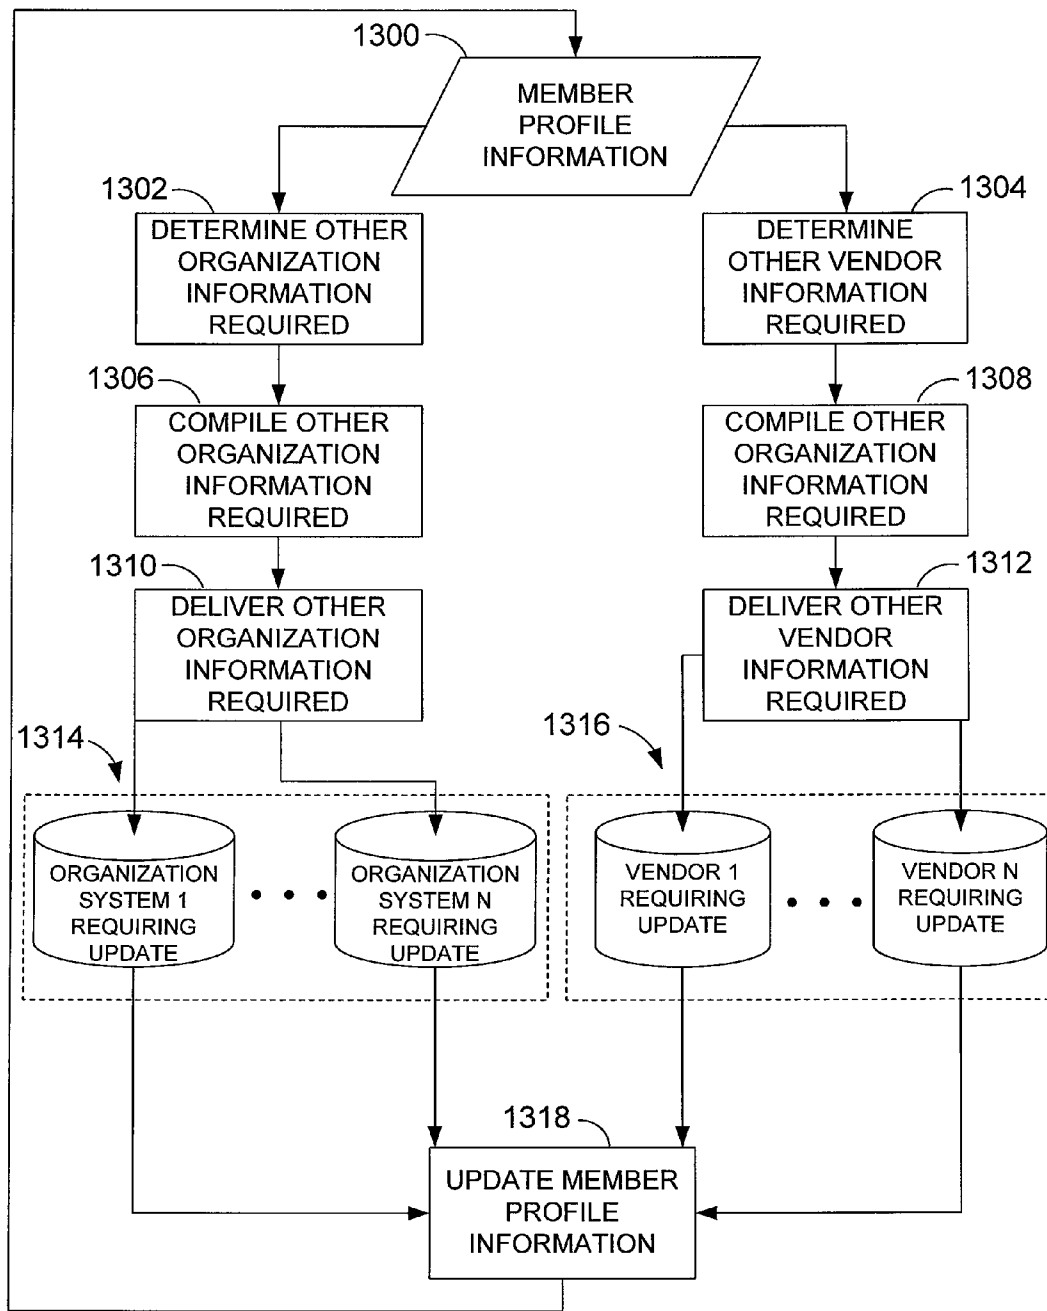 1300
MEMBER
PROFILE
INFORMATION
1302
DETERMINE OTHER
ORGANIZATION
INFORMATION
REQUIRED
1304
DETERMINE
OTHER VENDOR
INFORMATION
REQUIRED
1306
COMPILE OTHER
ORGANIZATION
INFORMATION
REQUIRED
1308
COMPILE OTHER
ORGANIZATION
INFORMATION
REQUIRED
1310
DELIVER OTHER
ORGANIZATION
INFORMATION
REQUIRED
1312
DELIVER OTHER
VENDOR
INFORMATION
REQUIRED
1314
ORGANIZATION
SYSTEM 1
REQUIRING
UPDATE
ORGANIZATION
SYSTEM N
REQUIRING
UPDATE
1316
VENDOR 1
REQUIRING
UPDATE
VENDOR N
REQUIRING
UPDATE
1318
UPDATE MEMBER
PROFILE
INFORMATION